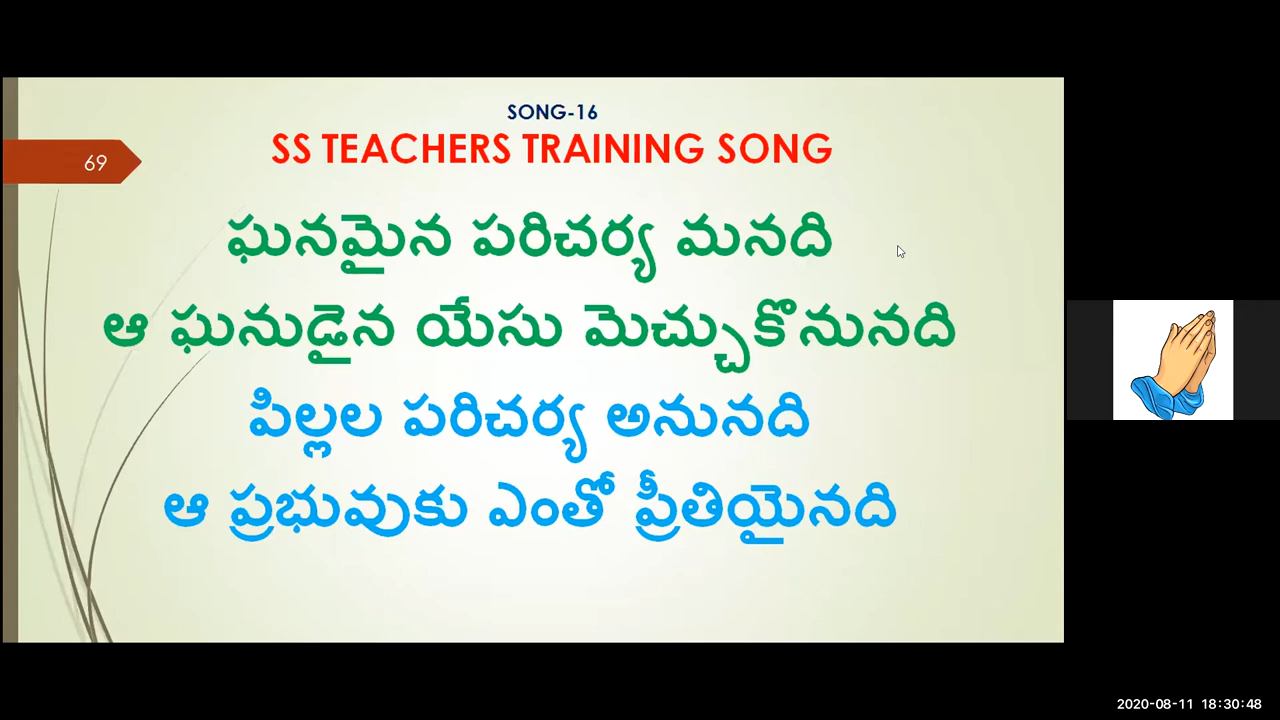 SONG-16
SS TEACHERS TRAINING SONG
69
ఘనమైన పరిచర్య మనది
ఆ ఘనుడైన యేసు మెచ్చుకొనునది
పిల్లల పరిచర్య అనునది
ఆ ప్రభువుకు ఎంతో ప్రీతియైనది
2020-08-11 18:30:48